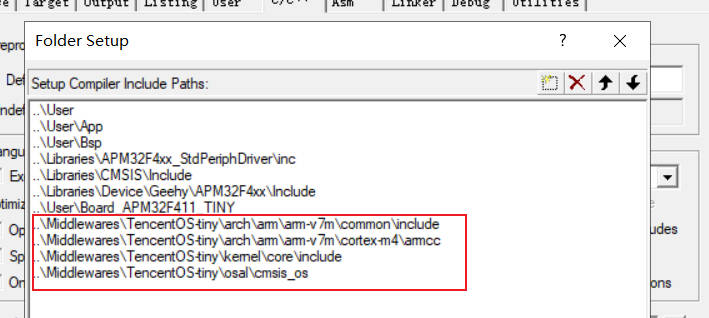 Target
Output
Listing
User
C/C++
Asm
Linker
Debug
Utilities
Folder Setup
Setup Compiler Include Paths:
..\User
..\User\App
..\User\Bsp
..\Libraries\APM32F4xx_StdPeriphDriver\inc
..\Libraries\CMSIS\Include
..\Libraries\Device\Geehy\APM32F4xx\Include
..\User\Board_APM32F411_TINY
..\Middlewares\TencentOS-tiny\arch\arm\arm-v7m\common\include
..\Middlewares\TencentOS-tiny\arch\arm\arm-v7m\cortex-m4\armcc
..\Middlewares\TencentOS-tiny\kernel\core\include
..\Middlewares\TencentOS-tiny\osal\cmsis_os